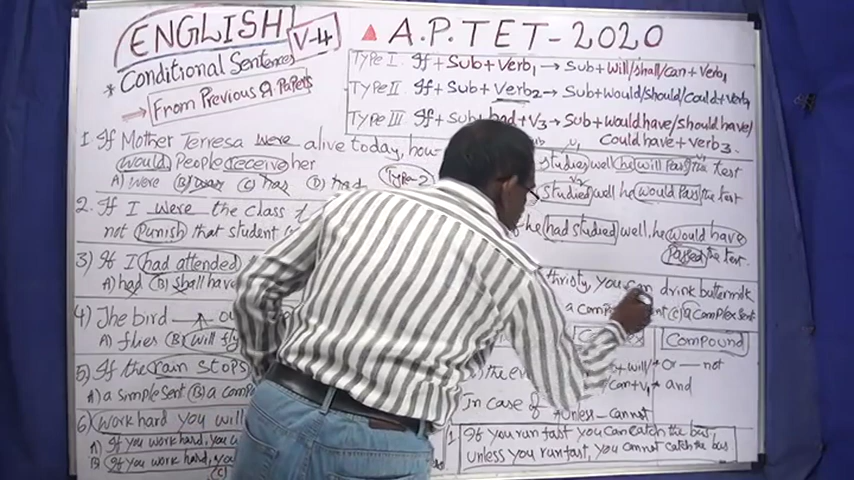 ENGLISH V-4
A.P.TET-2020
* Conditional Sentences
From Previous Q.Papers
Type I. If + Sub + Verb1 → Sub + will/shall/can + Verb1
Type II If + Sub + Verb2 → Sub + would/should/could + Verb1
Type III If + Sub + had + V3 → Sub + would have/should have/
Could have + verb 3.
1. If Mother Terresa were alive today, how
would People receive her
A) were (B) was (C) has (D) had Type-2
2. If I were the class
not Punish that student
3) If I had attended
A) had (B) shall have
4) The bird
A) flies (B) Will fly
5) If the rain stops
A) a simple sent (B) a comp
6) Work hard you will
A) If you work hard, you
B) If you work hard, you
(C)
studies well he will Pass the test
studied well he would Pass the test
he had studied well, he would have
Passed the test.
thristy, you can drink buttermilk
a comp nt (C) a Complex Sent
Compound
the eve + will/ * or — not
can + V1 * and
In case of * Unless — Cannot
1 If you run fast you can catch the bus,
unless you run fast, you cannot catch the bus